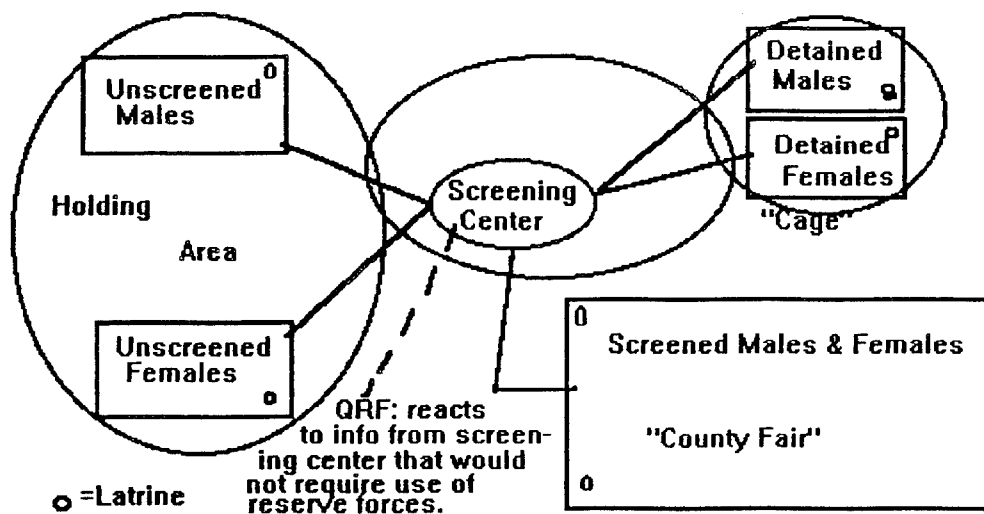 Unscreened
Males
Holding
Area
Unscreened
Females
o =Latrine
Screening
Center
QRF: reacts
to info from screen-
ing center that would
not require use of
reserve forces.
Detained
Males
Detained
Females
"Cage"
Screened Males & Females
"County Fair"